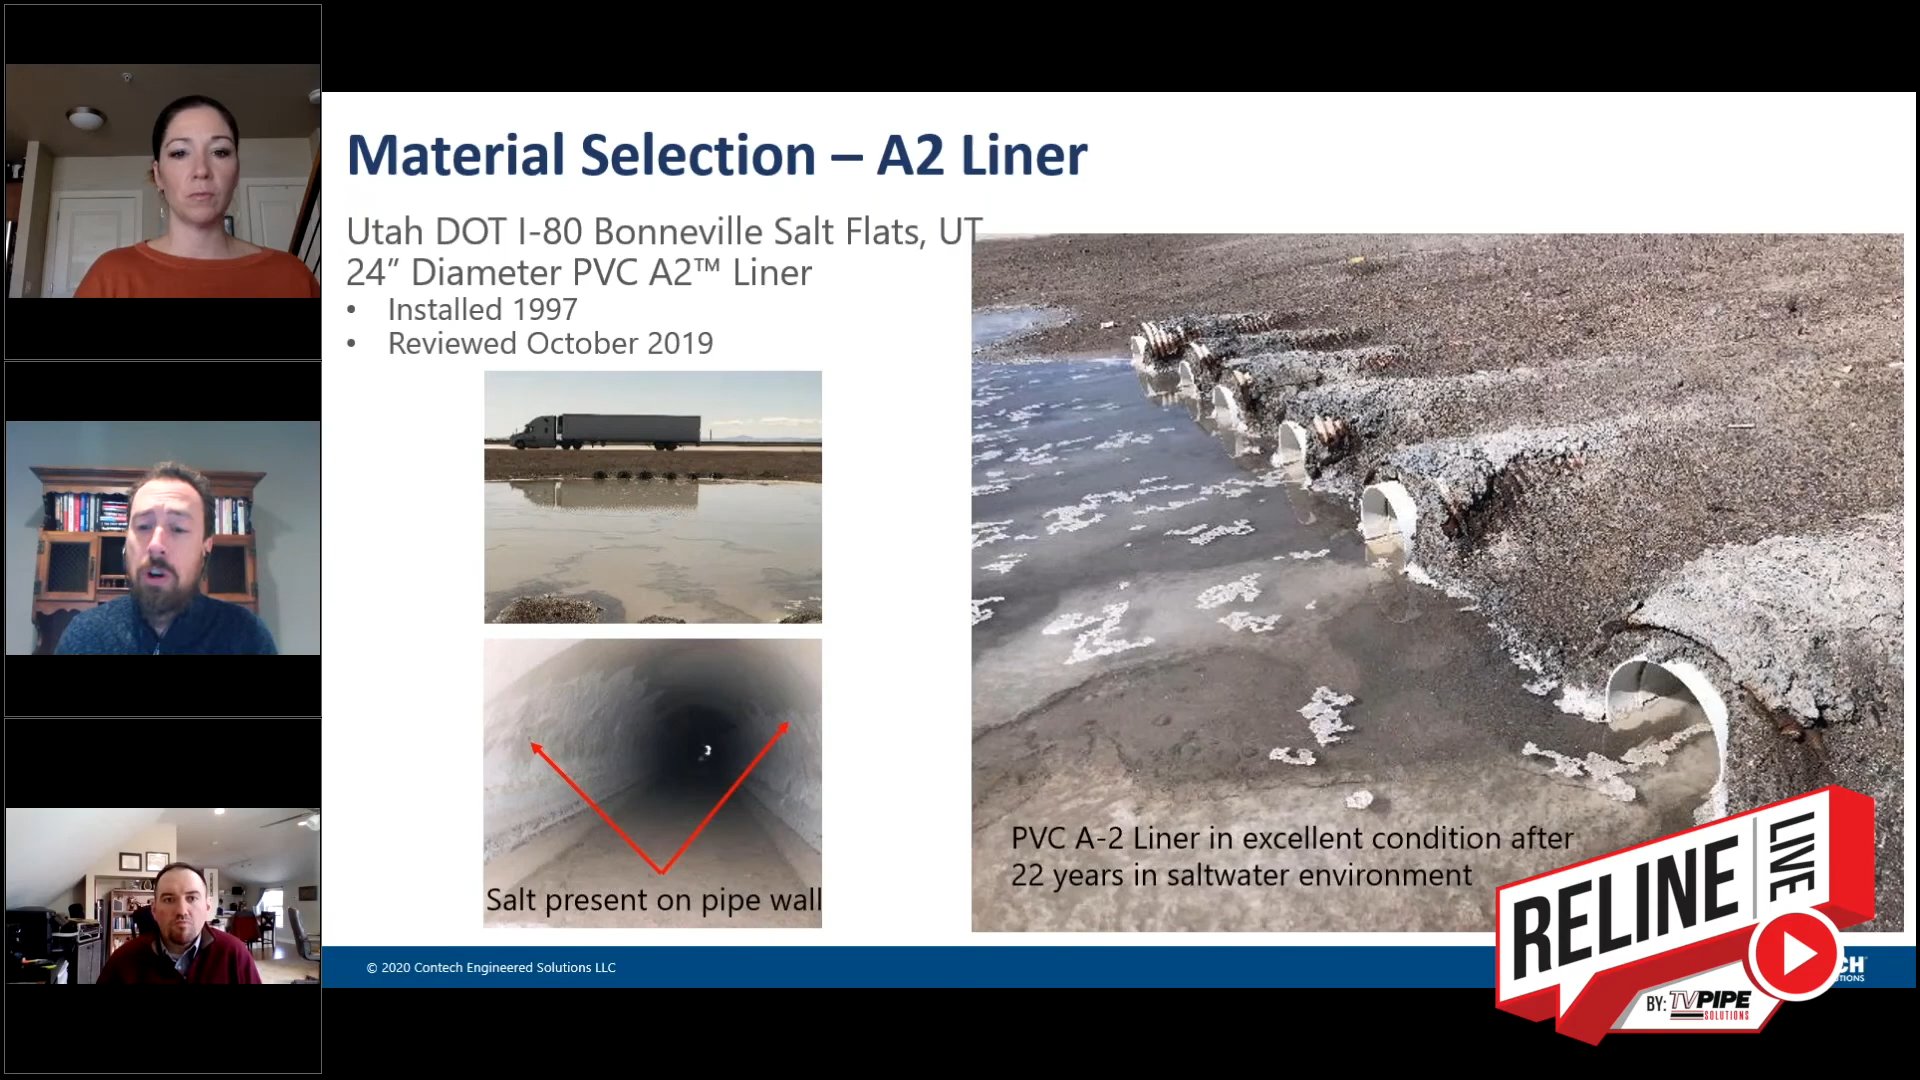 Material Selection – A2 Liner
Utah DOT I-80 Bonneville Salt Flats, UT
24” Diameter PVC A2™ Liner
• Installed 1997
• Reviewed October 2019
Salt present on pipe wall
PVC A-2 Liner in excellent condition after
22 years in saltwater environment
© 2020 Contech Engineered Solutions LLC
RELINE LIVE
BY: TVPIPE
SOLUTIONS